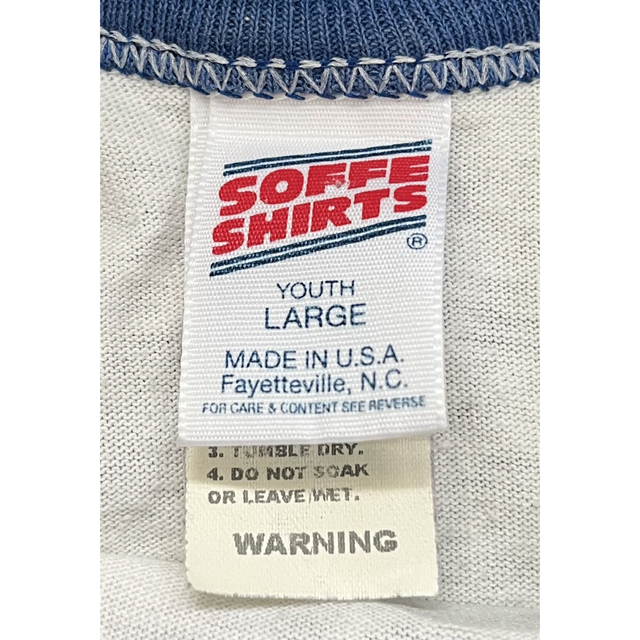 SOFFE
SHIRTS
®
YOUTH
LARGE
MADE IN U.S.A.
Fayetteville, N.C.
FOR CARE & CONTENT SEE REVERSE
3. TUMBLE DRY.
4. DO NOT SOAK
OR LEAVE WET.
WARNING